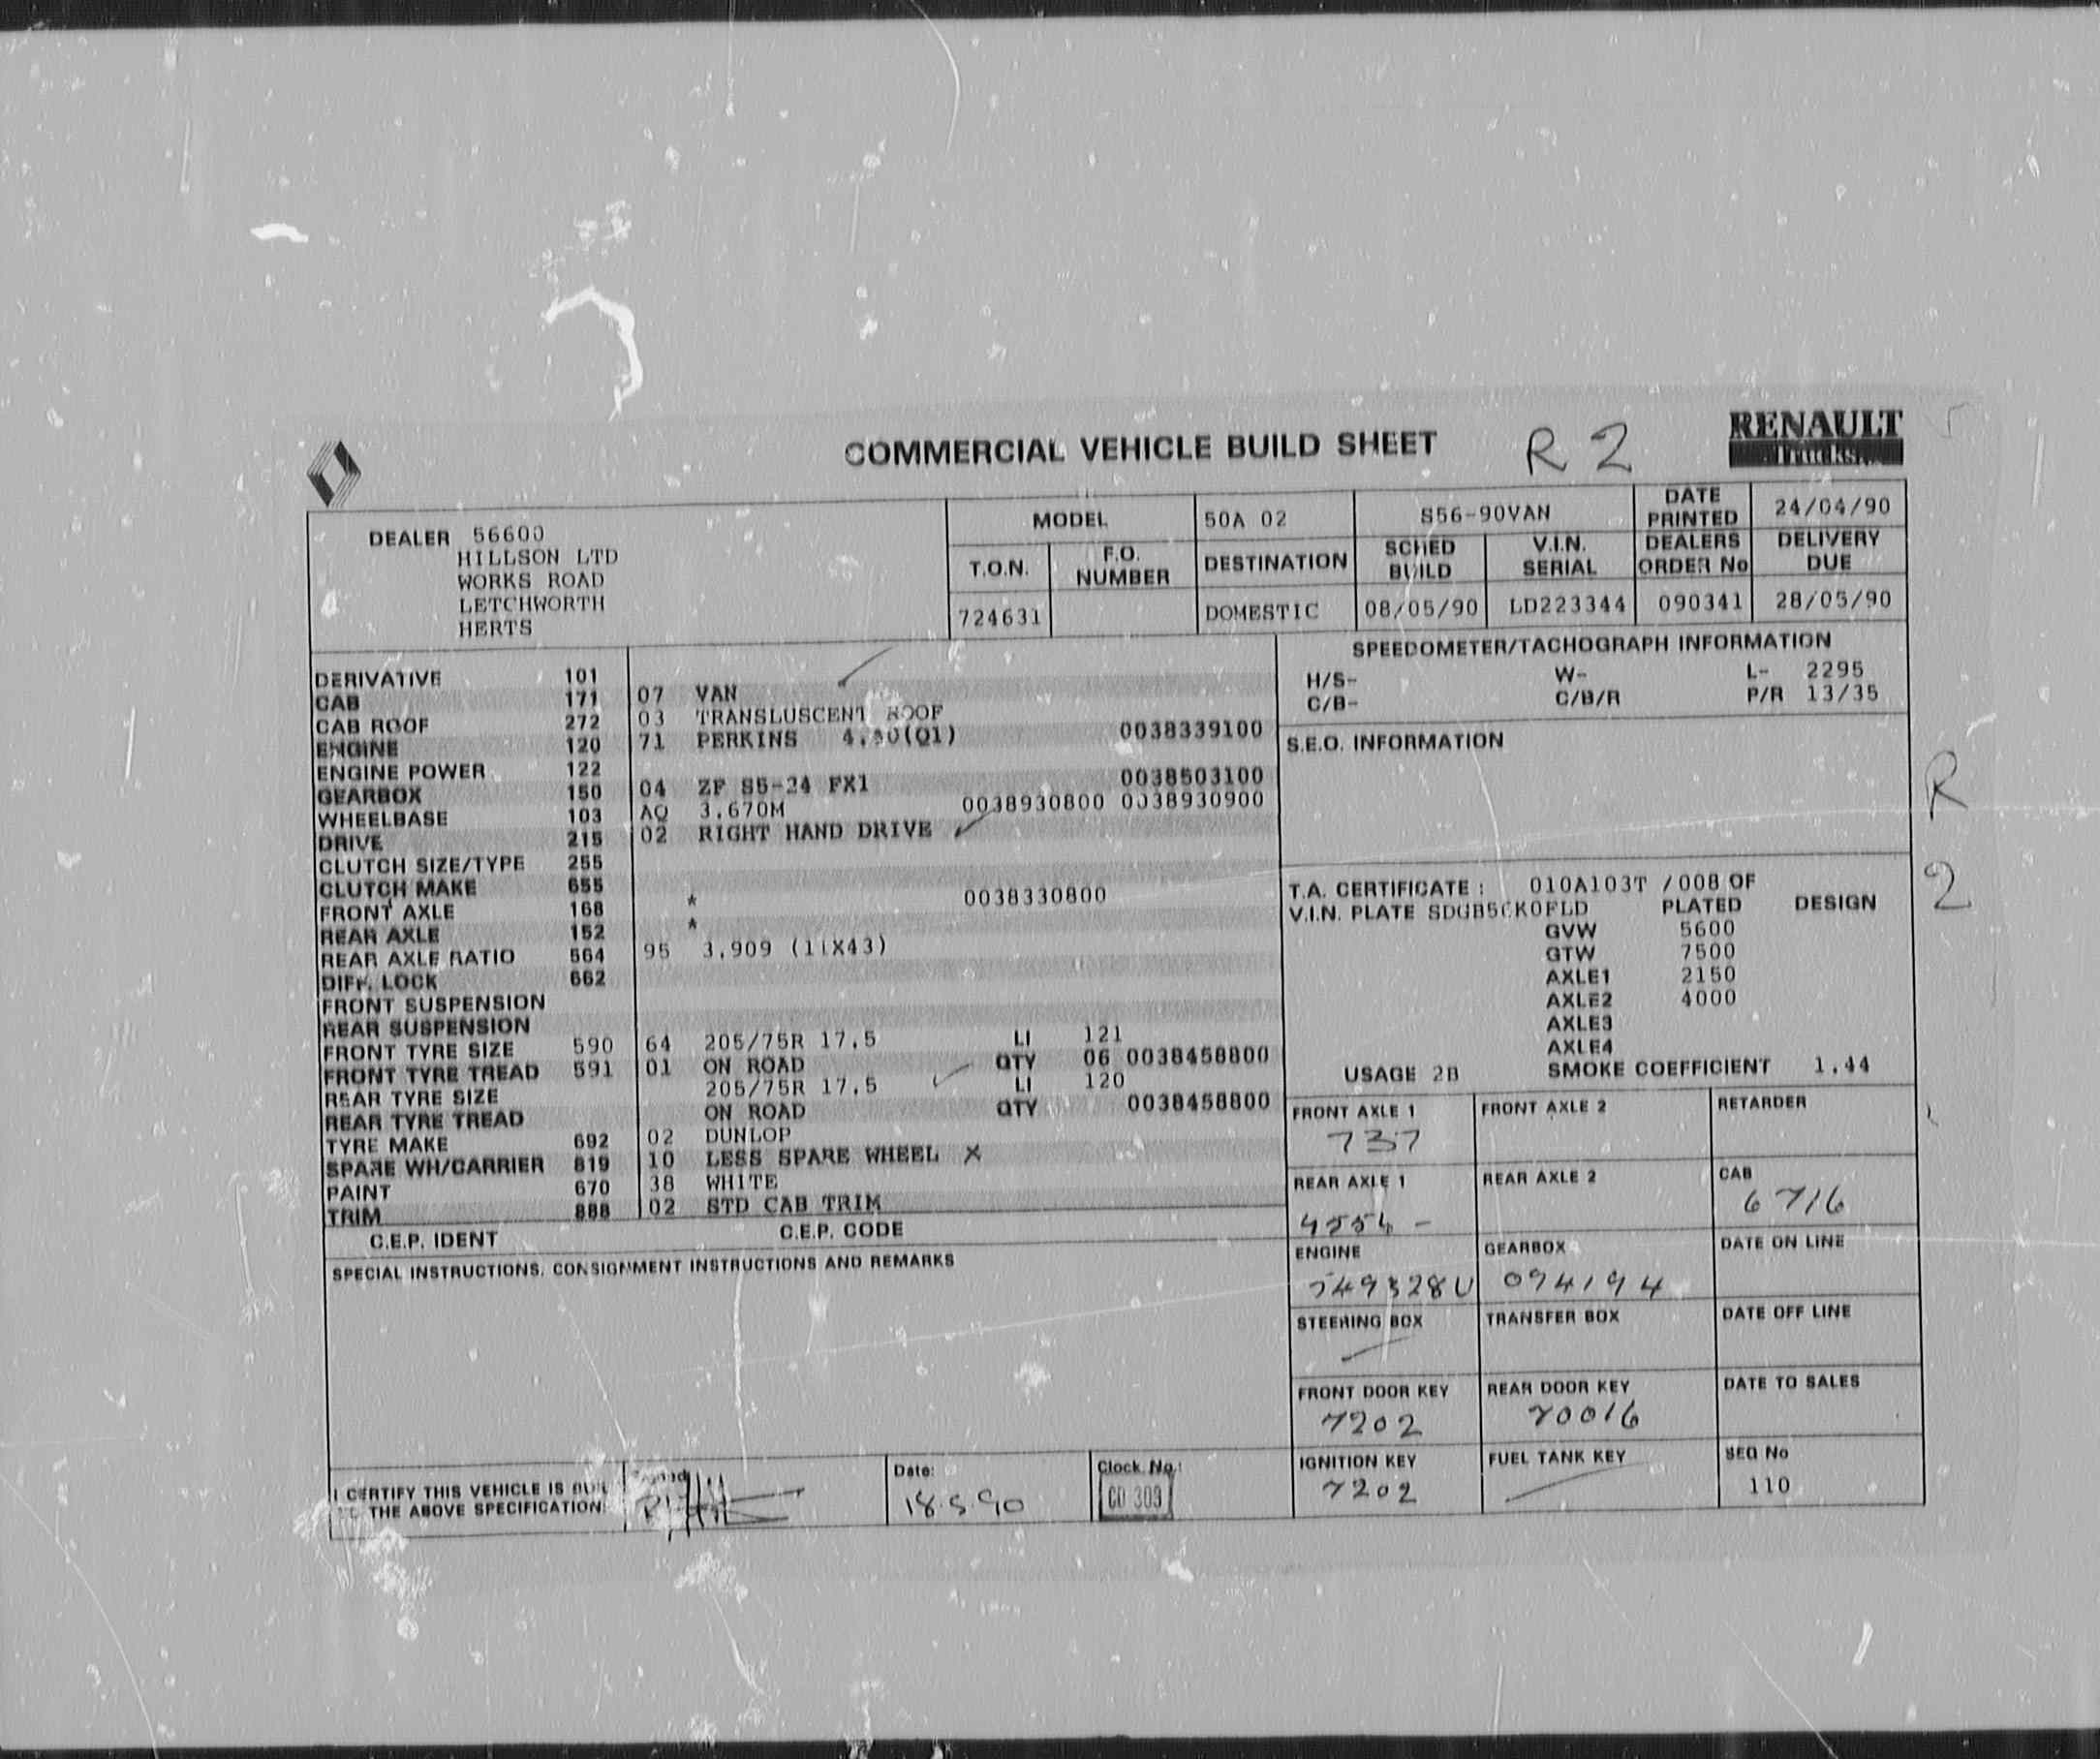 COMMERCIAL VEHICLE BUILD SHEET R 2
RENAULT
Trucks
DEALER 56600
HILLSON LTD
WORKS ROAD
LETCHWORTH
HERTS
MODEL 50A 02 S56-90VAN DATE PRINTED 24/04/90
T.O.N. F.O. NUMBER DESTINATION SCHED BUILD V.I.N. SERIAL DEALERS ORDER No DELIVERY DUE
724631 DOMESTIC 08/05/90 LD223344 090341 28/05/90
DERIVATIVE 101
CAB 171 07 VAN
CAB ROOF 272 03 TRANSLUSCENT ROOF
ENGINE 120 71 PERKINS (Q1) 0038339100
ENGINE POWER 122
GEARBOX 150 04 ZF S5-24 FX1 0038503100
WHEELBASE 103 AQ 3.670M 0038930800 0038930900
DRIVE 215 02 RIGHT HAND DRIVE
CLUTCH SIZE/TYPE 255
CLUTCH MAKE 655
FRONT AXLE 168 * 0038330800
REAR AXLE 152 *
REAR AXLE RATIO 564 95 3.909 (11X43)
DIFF. LOCK 662
FRONT SUSPENSION
REAR SUSPENSION
FRONT TYRE SIZE 590 64 205/75R 17.5 LI 121
FRONT TYRE TREAD 591 01 ON ROAD QTY 06 0038458800
REAR TYRE SIZE 205/75R 17.5 LI 120
REAR TYRE TREAD ON ROAD QTY 0038458800
TYRE MAKE 692 02 DUNLOP
SPARE WH/CARRIER 819 10 LESS SPARE WHEEL X
PAINT 670 38 WHITE
TRIM 888 02 STD CAB TRIM
C.E.P. IDENT C.E.P. CODE
SPECIAL INSTRUCTIONS, CONSIGNMENT INSTRUCTIONS AND REMARKS
I CERTIFY THIS VEHICLE IS
THE ABOVE SPECIFICATION:
Signed
Date:
18.5.90
Clock No.:
CD 309
SPEEDOMETER/TACHOGRAPH INFORMATION
H/S- W- L- 2295
C/B- C/B/R P/R 13/35
S.E.O. INFORMATION
R
2
T.A. CERTIFICATE : 010A103T /008 OF
V.I.N. PLATE SDGB5CK0FLD PLATED DESIGN
GVW 5600
GTW 7500
AXLE1 2150
AXLE2 4000
AXLE3
AXLE4
USAGE 2B SMOKE COEFFICIENT 1.44
FRONT AXLE 1 FRONT AXLE 2 RETARDER
737
REAR AXLE 1 REAR AXLE 2 CAB
4554 - 6716
ENGINE GEARBOX DATE ON LINE
549328U 094194
STEERING BOX TRANSFER BOX DATE OFF LINE
FRONT DOOR KEY REAR DOOR KEY DATE TO SALES
7202 20016
IGNITION KEY FUEL TANK KEY SEQ No
7202 110